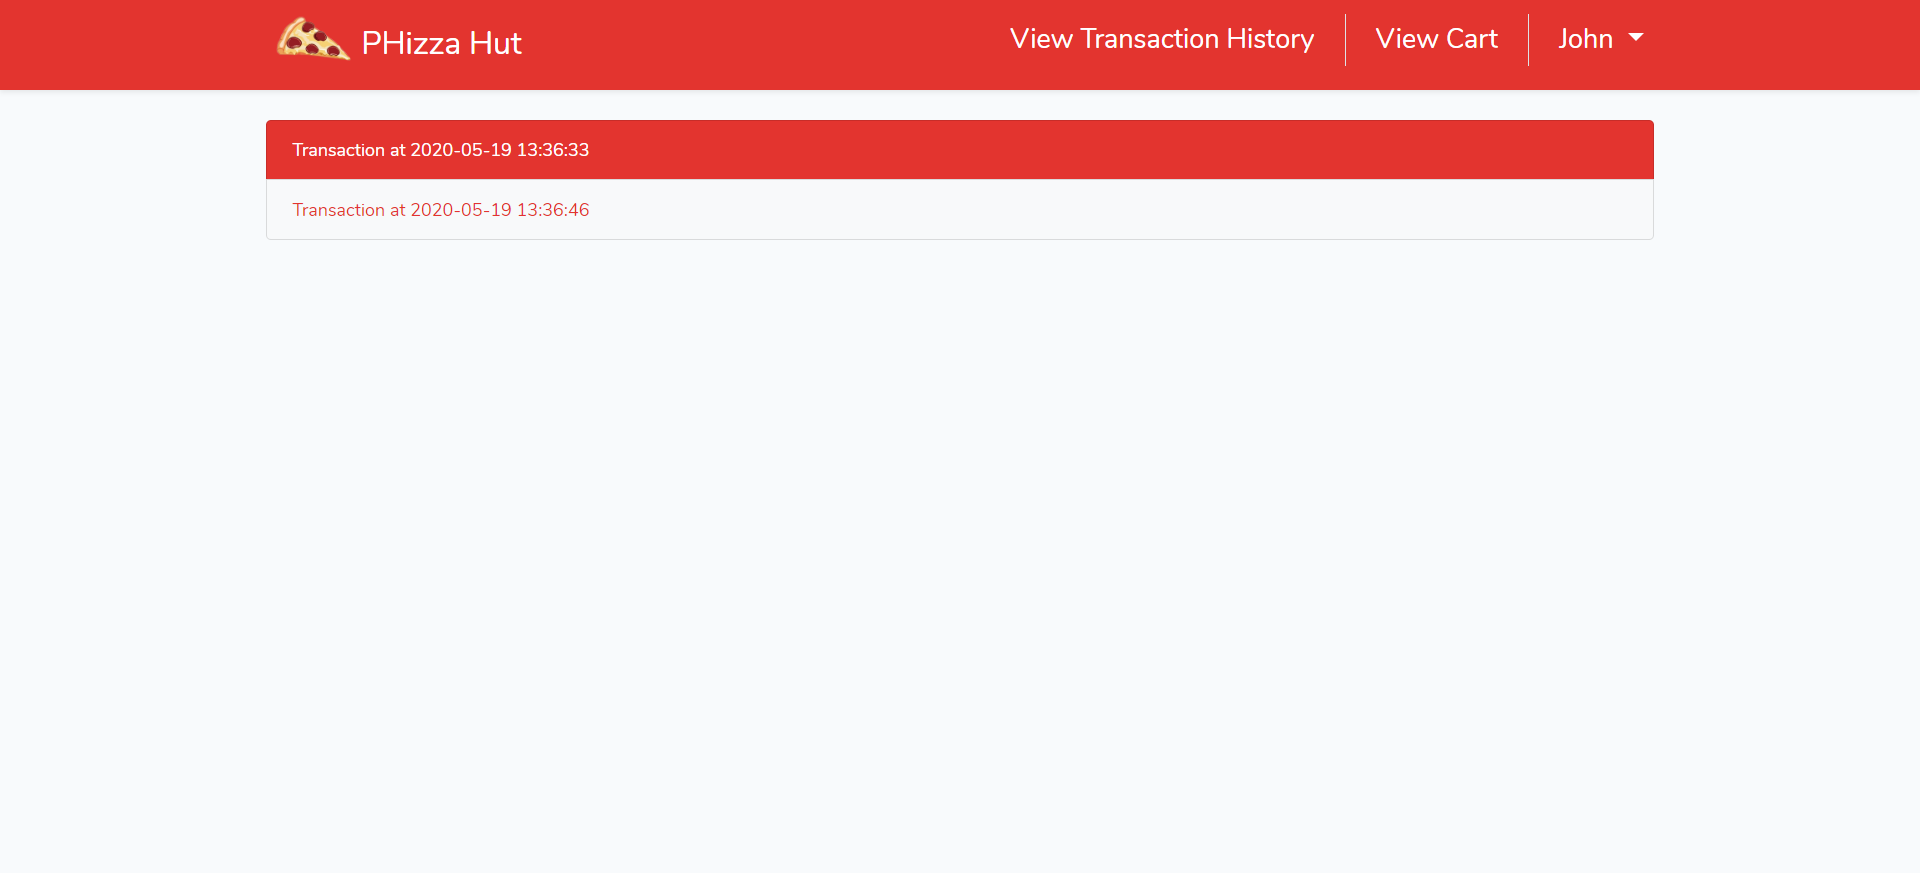 PHizza Hut
View Transaction History
View Cart
John
Transaction at 2020-05-19 13:36:33
Transaction at 2020-05-19 13:36:46